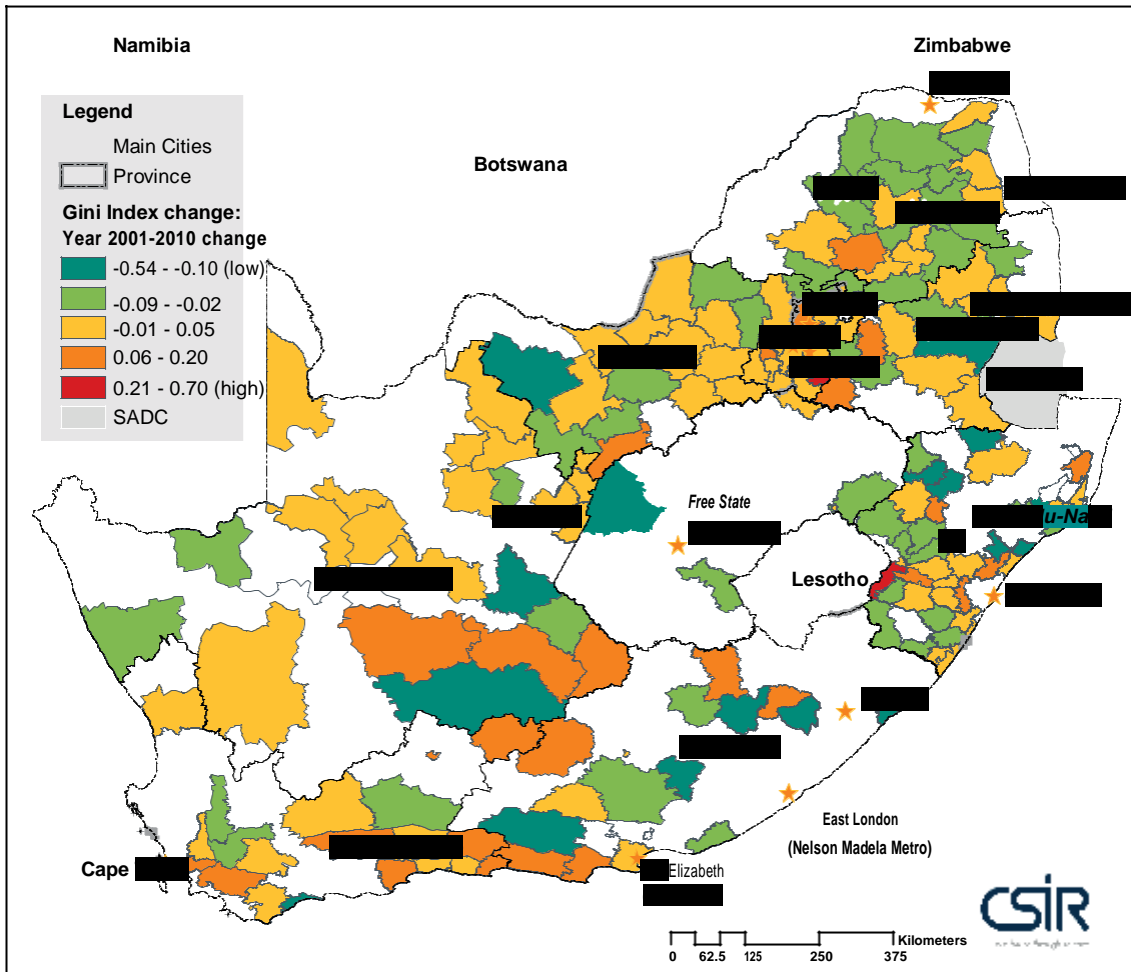 Namibia
Zimbabwe
Legend
Main Cities
Province
Gini Index change:
Year 2001-2010 change
-0.54 - -0.10 (low)
-0.09 - -0.02
-0.01 - 0.05
0.06 - 0.20
0.21 - 0.70 (high)
SADC
Botswana
Free State
u-Na
Lesotho
East London
(Nelson Madela Metro)
Cape
Elizabeth
CSIR
Kilometers
0 62.5 125 250 375